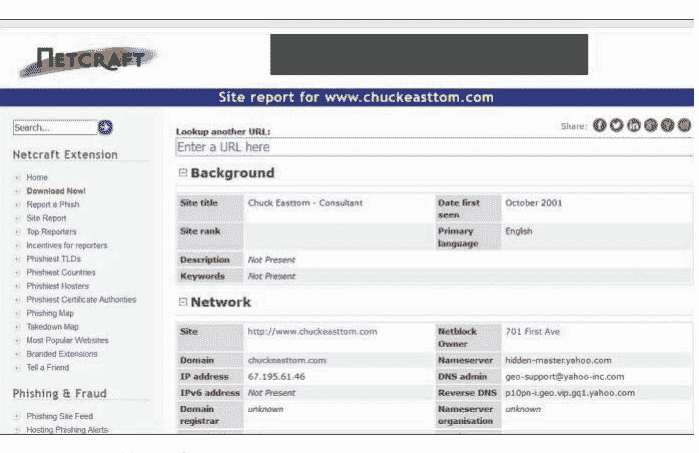 NETCRAFT
Site report for www.chuckeasttom.com
Search...
Share:
Lookup another URL:
Enter a URL here
Netcraft Extension
Home
Download Now!
Report a Phish
Site Report
Top Reporters
Incentives for reporters
Phishiest TLDs
Phishiest Countries
Phishiest Hosters
Phishiest Certificate Authorities
Phishing Map
Takedown Map
Most Popular Websites
Branded Extensions
Tell a Friend
Phishing & Fraud
Phishing Site Feed
Hosting Phishing Alerts
Background
Site title Chuck Easttom - Consultant Date first seen October 2001
Site rank Primary language English
Description Not Present
Keywords Not Present
Network
Site http://www.chuckeasttom.com Netblock Owner 701 First Ave
Domain chuckeasttom.com Nameserver hidden-master.yahoo.com
IP address 67.195.61.46 DNS admin geo-support@yahoo-inc.com
IPv6 address Not Present Reverse DNS p10pn-i.geo.vip.gq1.yahoo.com
Domain registrar unknown Nameserver organisation unknown